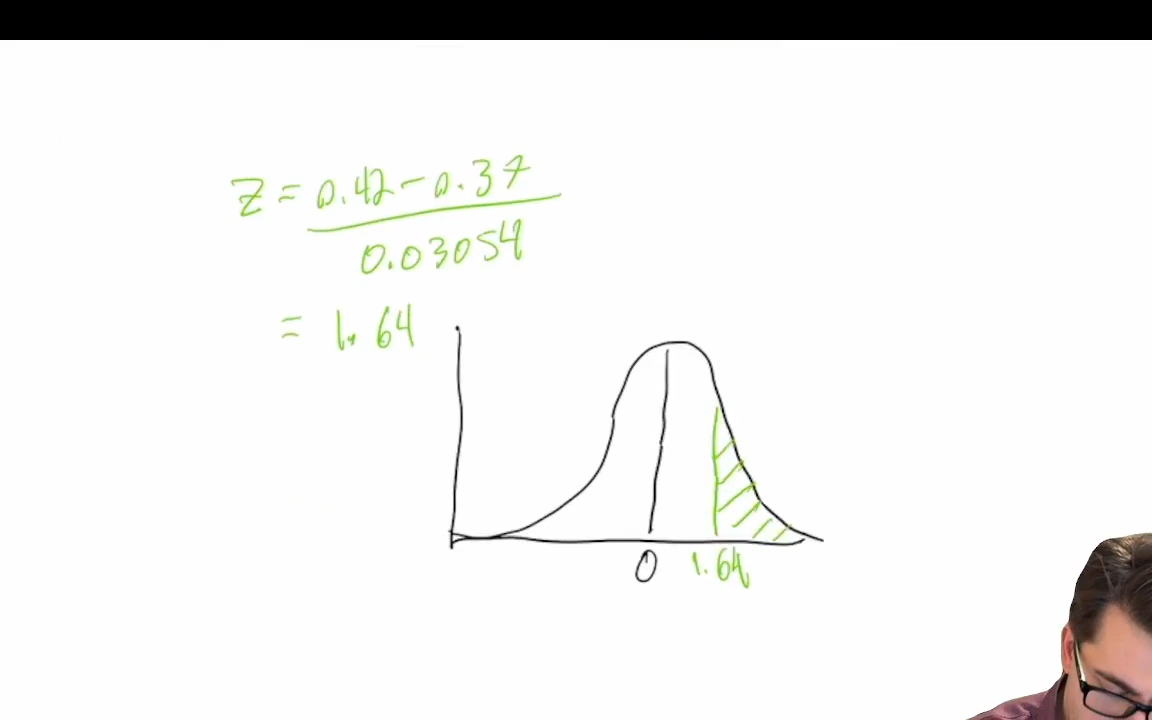 Z = 0.42 - 0.37
0.03054
= 1.64
0 1.64